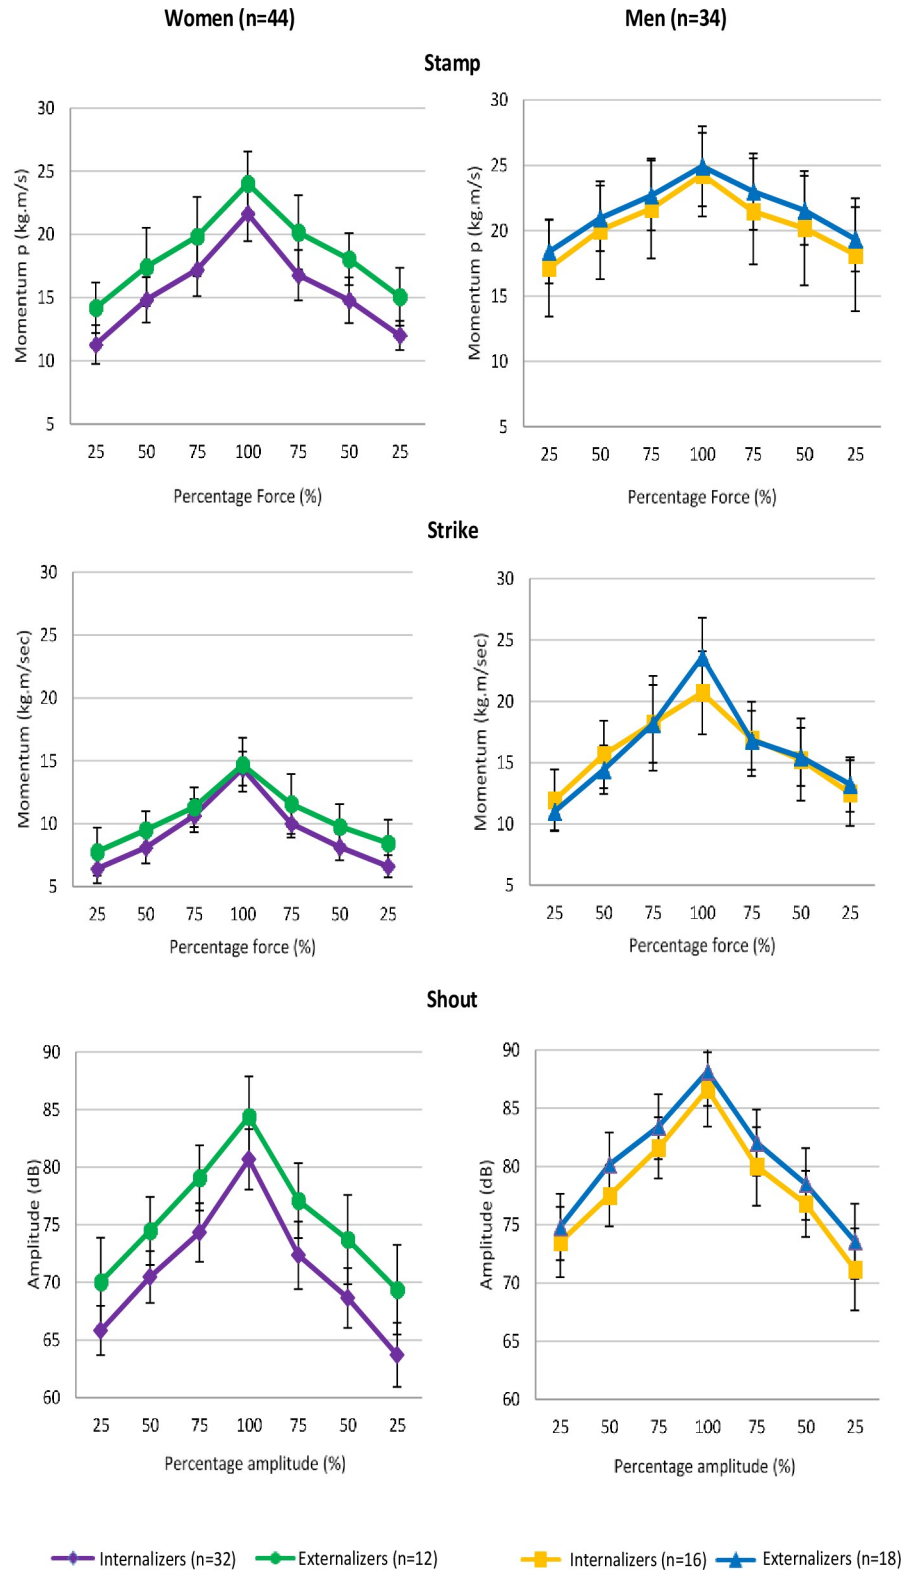 Women (n=44) Men (n=34)
Stamp
30
25
20
15
10
5
Momentum p (kg.m/s)
25 50 75 100 75 50 25
Percentage Force (%)
30
25
20
15
10
5
Momentum p (kg.m/s)
25 50 75 100 75 50 25
Percentage Force (%)
Strike
30
25
20
15
10
5
Momentum (kg.m/sec)
25 50 75 100 75 50 25
Percentage force (%)
30
25
20
15
10
5
Momentum (kg.m/sec)
25 50 75 100 75 50 25
Percentage force (%)
Shout
90
85
80
75
70
65
60
Amplitude (dB)
25 50 75 100 75 50 25
Percentage amplitude (%)
90
85
80
75
70
65
60
Amplitude (dB)
25 50 75 100 75 50 25
Percentage amplitude (%)
Internalizers (n=32) Externalizers (n=12) Internalizers (n=16) Externalizers (n=18)